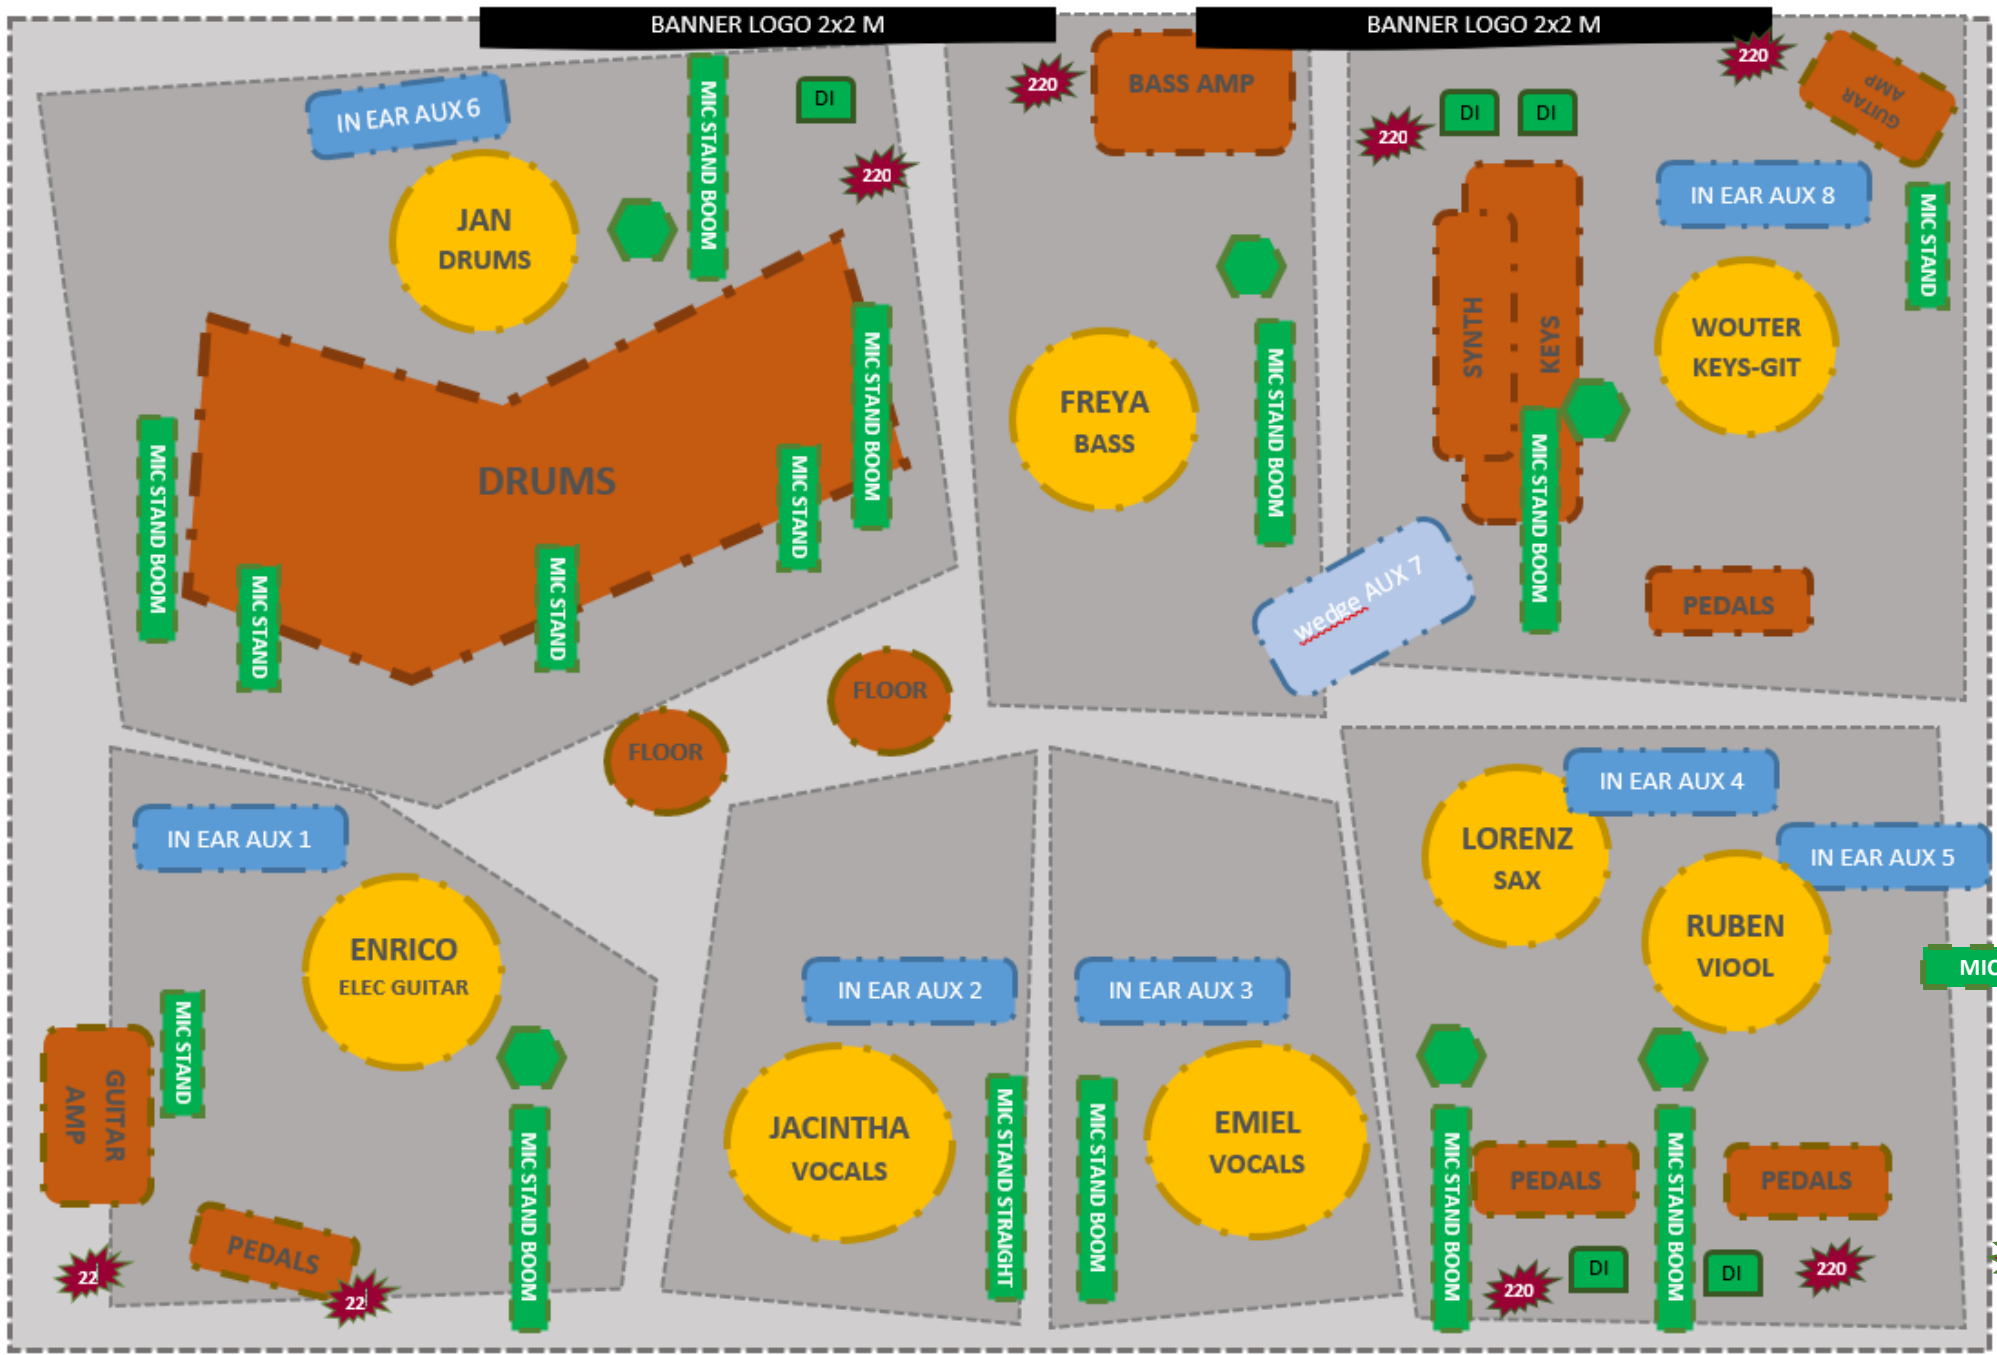 BANNER LOGO 2x2 M
BANNER LOGO 2x2 M
IN EAR AUX 6
MIC STAND BOOM
DI
220
JAN
DRUMS
DRUMS
MIC STAND BOOM
MIC STAND
MIC STAND
MIC STAND
MIC STAND BOOM
220
BASS AMP
FREYA
BASS
MIC STAND BOOM
wedge AUX 7
220
DI
DI
220
GUITAR
AMP
IN EAR AUX 8
MIC STAND
SYNTH
KEYS
WOUTER
KEYS-GIT
MIC STAND BOOM
PEDALS
FLOOR
FLOOR
IN EAR AUX 1
ENRICO
ELEC GUITAR
MIC STAND
GUITAR
AMP
PEDALS
22
22
MIC STAND BOOM
IN EAR AUX 2
JACINTHA
VOCALS
MIC STAND STRAIGHT
IN EAR AUX 3
MIC STAND BOOM
EMIEL
VOCALS
IN EAR AUX 4
LORENZ
SAX
IN EAR AUX 5
RUBEN
VIOOL
MIC
MIC STAND BOOM
PEDALS
MIC STAND BOOM
PEDALS
220
DI
DI
220